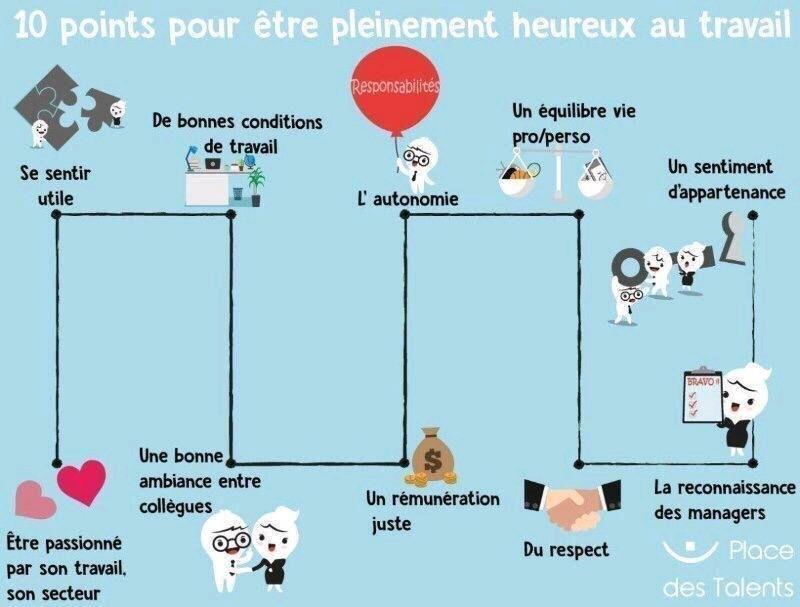 10 points pour être pleinement heureux au travail
Se sentir
utile
De bonnes conditions
de travail
Responsabilités
L' autonomie
Un équilibre vie
pro/perso
Un sentiment
d'appartenance
Être passionné
par son travail,
son secteur
Une bonne
ambiance entre
collègues
$
Un rémunération
juste
Du respect
BRAVO !!
La reconnaissance
des managers
Place
des Talents